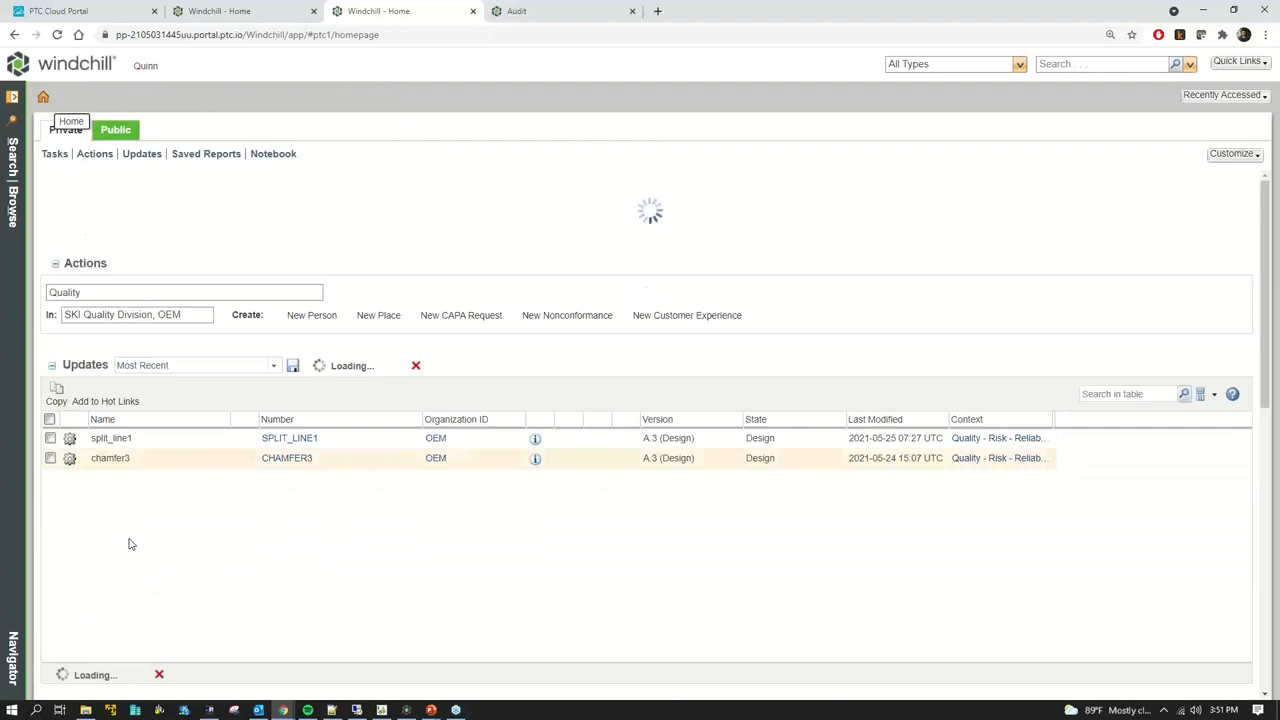 PTC Cloud Portal
Windchill - Home
Windchill - Home
Audit
pp-2105031445uu.portal.ptc.io/Windchill/app/#ptc1/homepage
windchill
Quinn
All Types
Search . . .
Quick Links
Recently Accessed
Home
Private
Public
Search
Browse
Navigator
Tasks
Actions
Updates
Saved Reports
Notebook
Customize
Actions
Quality
In:
SKI Quality Division, OEM
Create:
New Person
New Place
New CAPA Request
New Nonconformance
New Customer Experience
Updates
Most Recent
Loading...
Copy
Add to Hot Links
Search in table
Name
Number
Organization ID
Version
State
Last Modified
Context
split_line1
SPLIT_LINE1
OEM
A.3 (Design)
Design
2021-05-25 07:27 UTC
Quality - Risk - Reliab...
chamfer3
CHAMFER3
OEM
A.3 (Design)
Design
2021-05-24 15:07 UTC
Quality - Risk - Reliab...
Loading...
89°F Mostly cl...
3:51 PM